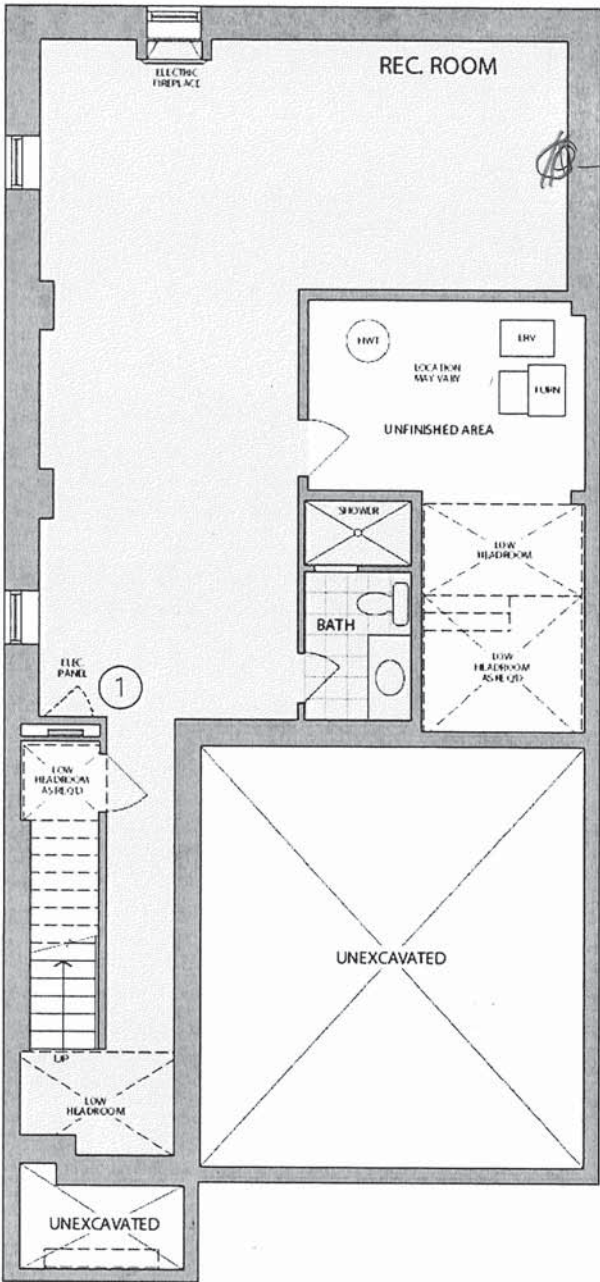 REC. ROOM
ELECTRIC
FIREPLACE
HWT
ERV
LOCATION
MAY VARY
FURN
UNFINISHED AREA
SHOWER
LOW
HEADROOM
BATH
LOW
HEADROOM
AS REQ'D
ELEC.
PANEL
1
LOW
HEADROOM
AS REQ'D
UNEXCAVATED
UP
LOW
HEADROOM
UNEXCAVATED